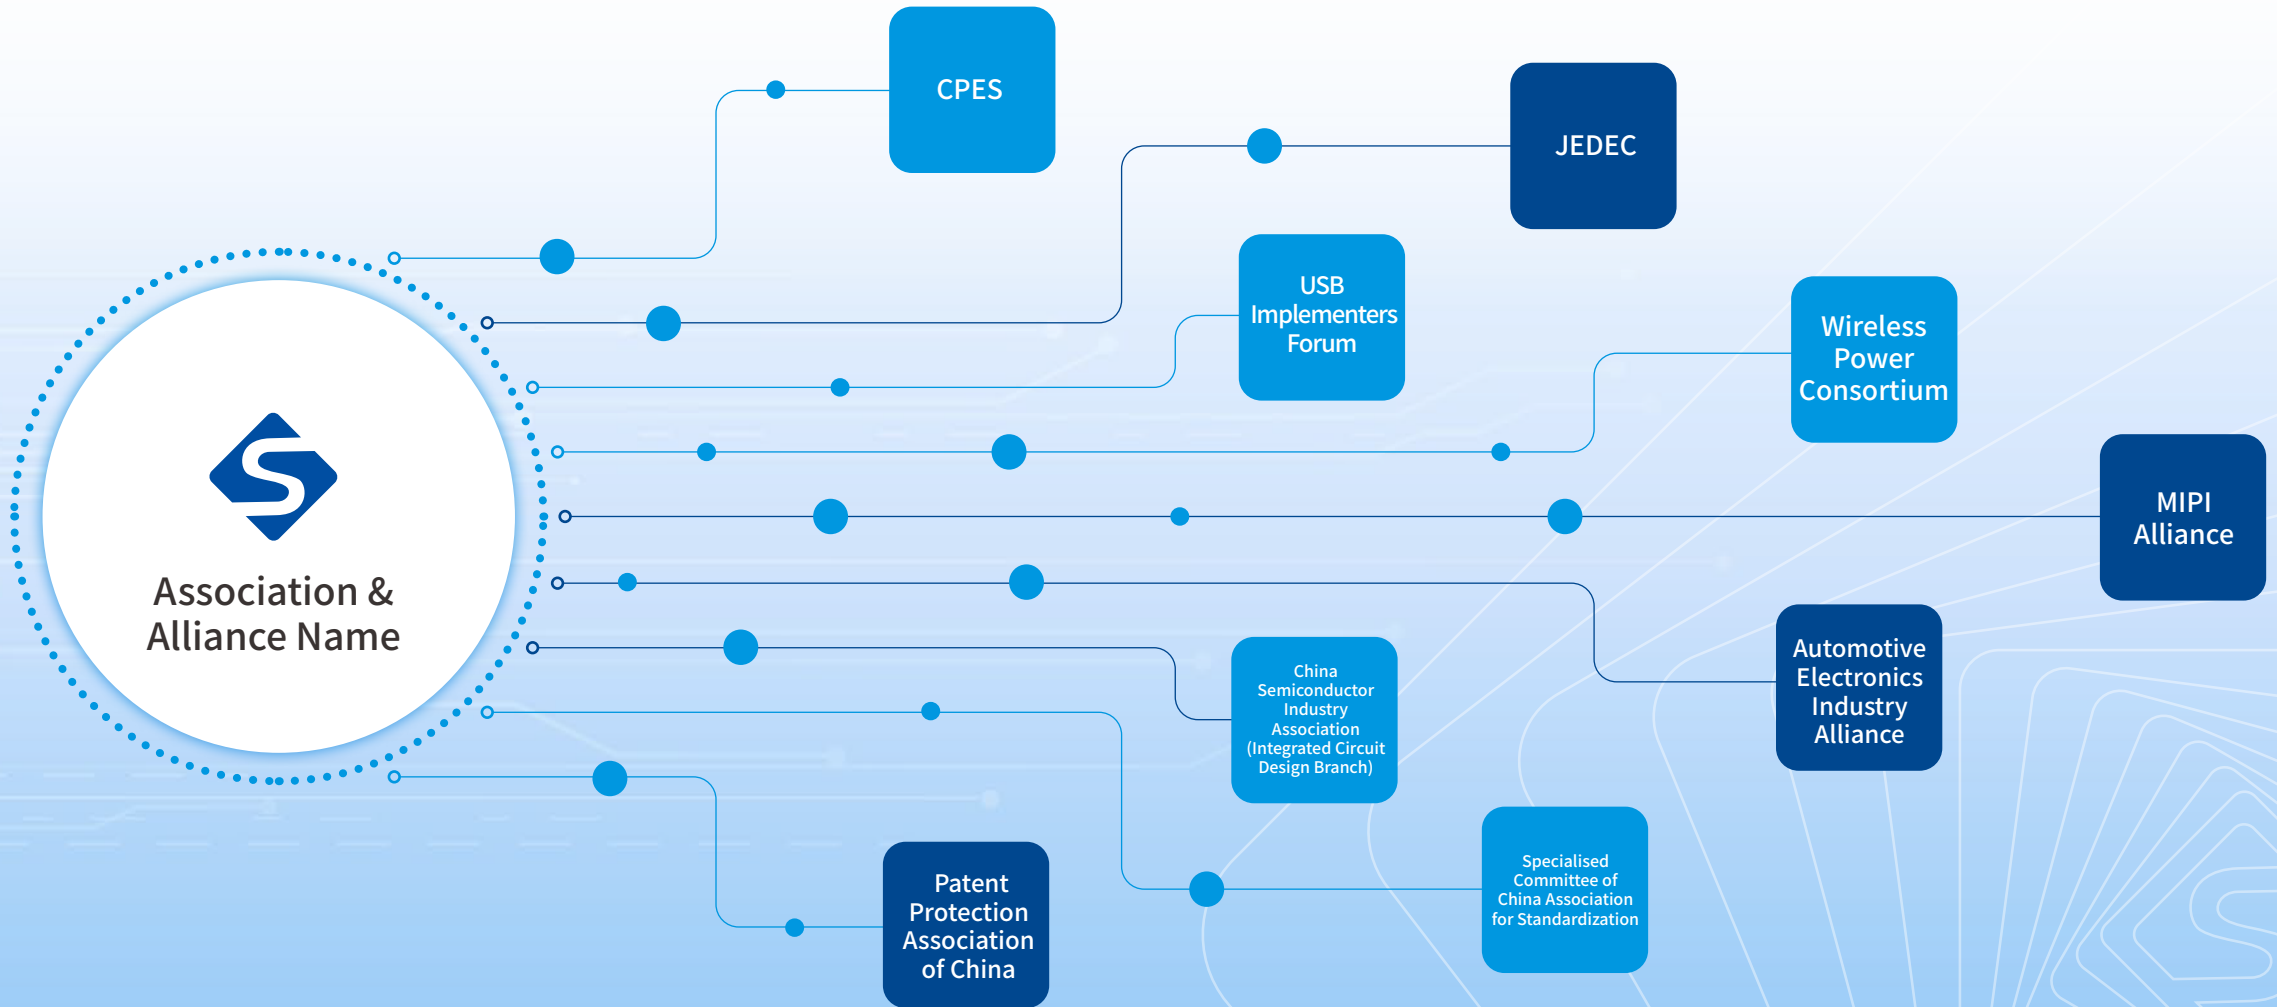 CPES
JEDEC
USB
Implementers
Forum
Wireless
Power
Consortium
MIPI
Alliance
Association &
Alliance Name
Automotive
Electronics
Industry
Alliance
China
Semiconductor
Industry
Association
(Integrated Circuit
Design Branch)
Specialised
Committee of
China Association
for Standardization
Patent
Protection
Association
of China